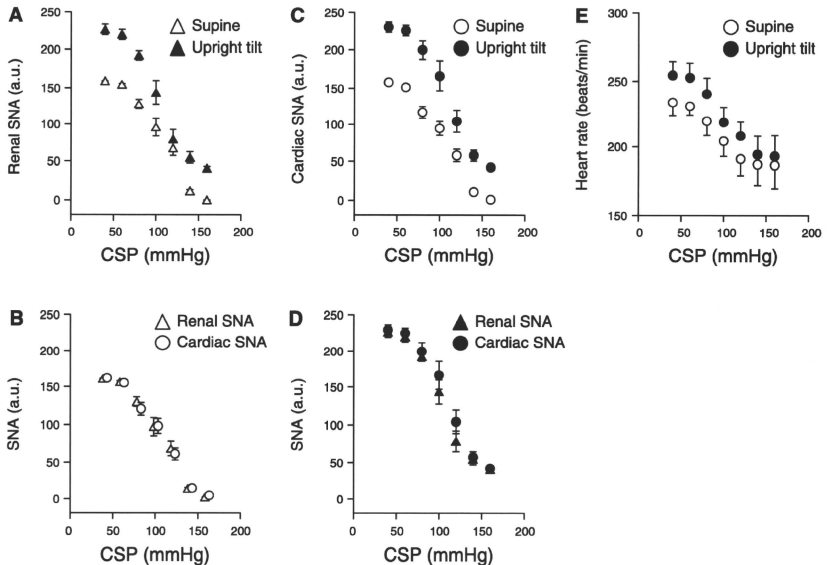 A
Supine
Upright tilt
Renal SNA (a.u.)
250
200
150
100
50
0
0 50 100 150 200
CSP (mmHg)
C
Supine
Upright tilt
Cardiac SNA (a.u.)
250
200
150
100
50
0
0 50 100 150 200
CSP (mmHg)
E
Supine
Upright tilt
Heart rate (beats/min)
300
250
200
150
0 50 100 150 200
CSP (mmHg)
B
Renal SNA
Cardiac SNA
SNA (a.u.)
250
200
150
100
50
0
0 50 100 150 200
CSP (mmHg)
D
Renal SNA
Cardiac SNA
SNA (a.u.)
250
200
150
100
50
0
0 50 100 150 200
CSP (mmHg)